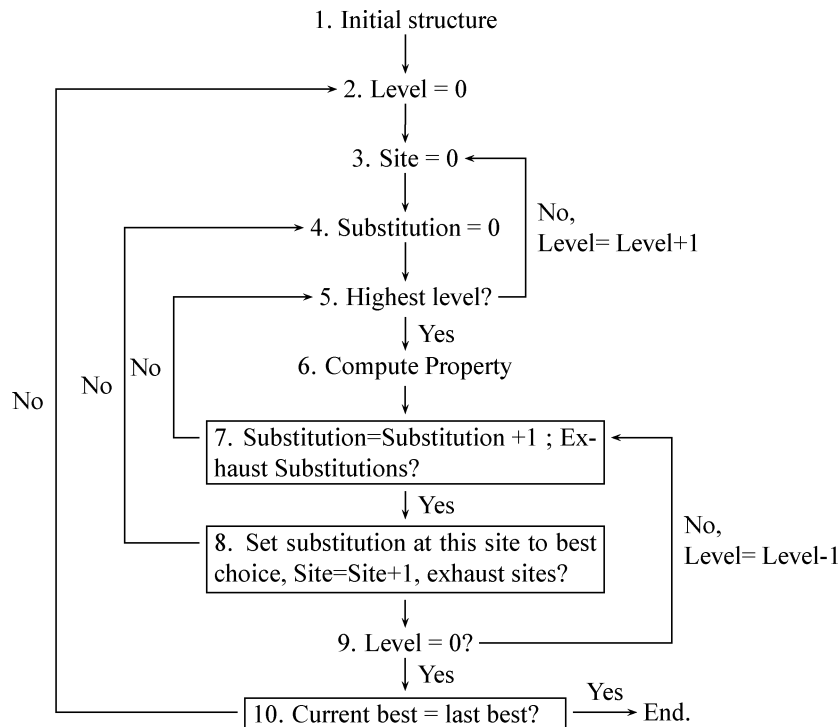 1. Initial structure
2. Level = 0
3. Site = 0
No,
Level= Level+1
4. Substitution = 0
5. Highest level?
Yes
6. Compute Property
No
No
No
7. Substitution=Substitution +1 ; Ex-
haust Substitutions?
Yes
No,
Level= Level-1
8. Set substitution at this site to best
choice, Site=Site+1, exhaust sites?
9. Level = 0?
Yes
10. Current best = last best?
Yes
End.